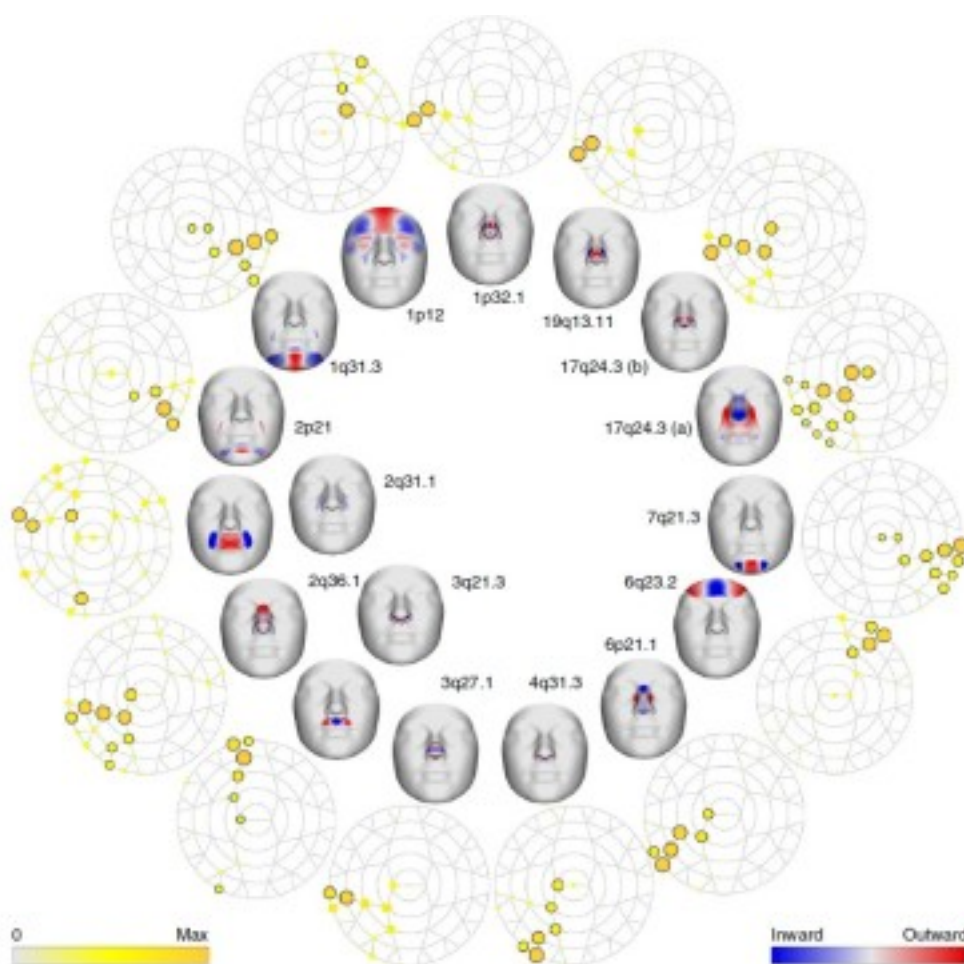 1p32.1
1p12
19q13.11
1q31.3
17q24.3 (b)
2p21
17q24.3 (a)
2q31.1
7q21.3
2q36.1
3q21.3
6q23.2
6p21.1
3q27.1
4q31.3
0
Max
Inward
Outward